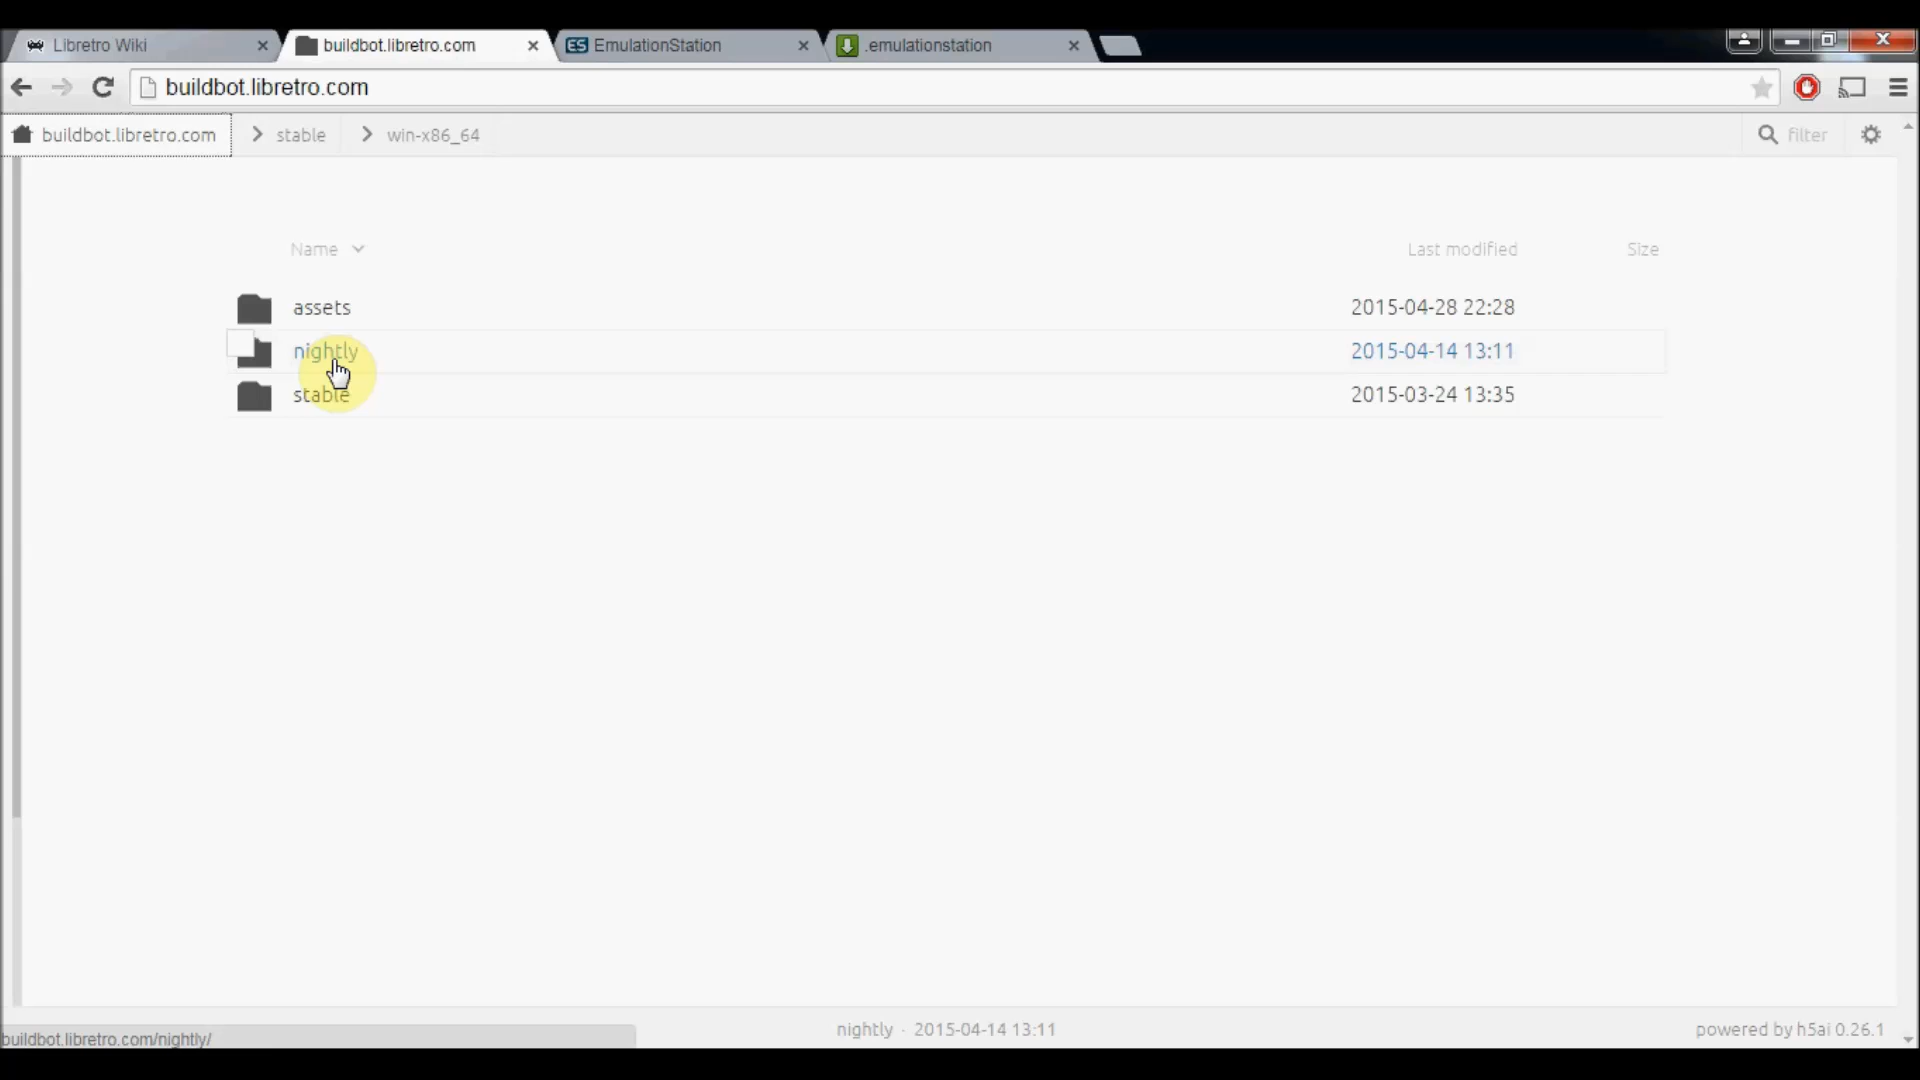 Libretro Wiki
buildbot.libretro.com
EmulationStation
.emulationstation
buildbot.libretro.com
buildbot.libretro.com
stable
win-x86_64
filter
Name
Last modified
Size
assets
2015-04-28 22:28
nightly
2015-04-14 13:11
stable
2015-03-24 13:35
buildbot.libretro.com/nightly/
nightly · 2015-04-14 13:11
powered by h5ai 0.26.1